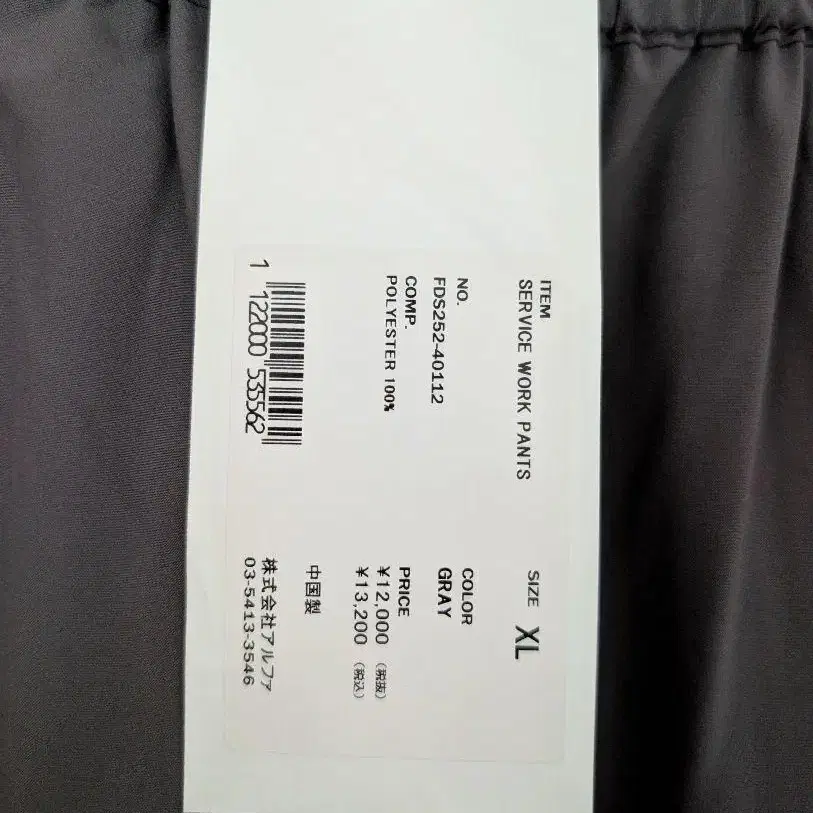 ITEM
SERVICE WORK PANTS
SIZE XL
NO.
FDS252-40112
COLOR
GRAY
COMP.
POLYESTER 100%
PRICE
¥12,000 (税抜)
¥13,200 (税込)
1 122000 535562
中国製
株式会社アルファ
03-5413-3546